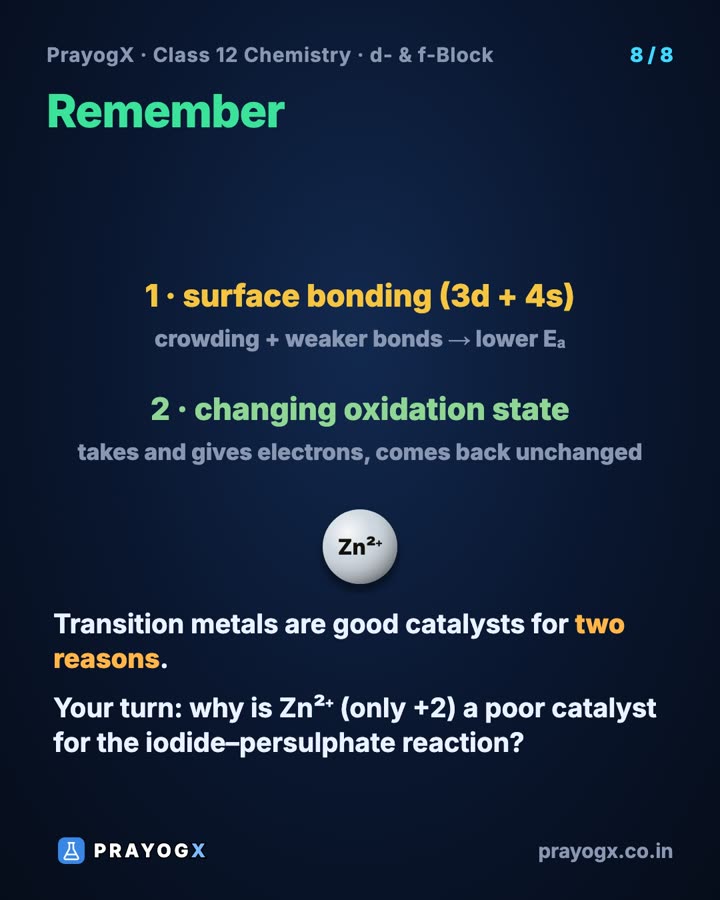 PrayogX · Class 12 Chemistry · d- & f-Block
8 / 8
Remember
1 · surface bonding (3d + 4s)
crowding + weaker bonds → lower Eₐ
2 · changing oxidation state
takes and gives electrons, comes back unchanged
Zn²⁺
Transition metals are good catalysts for two
reasons.
Your turn: why is Zn²⁺ (only +2) a poor catalyst
for the iodide–persulphate reaction?
PRAYOGX
prayogx.co.in